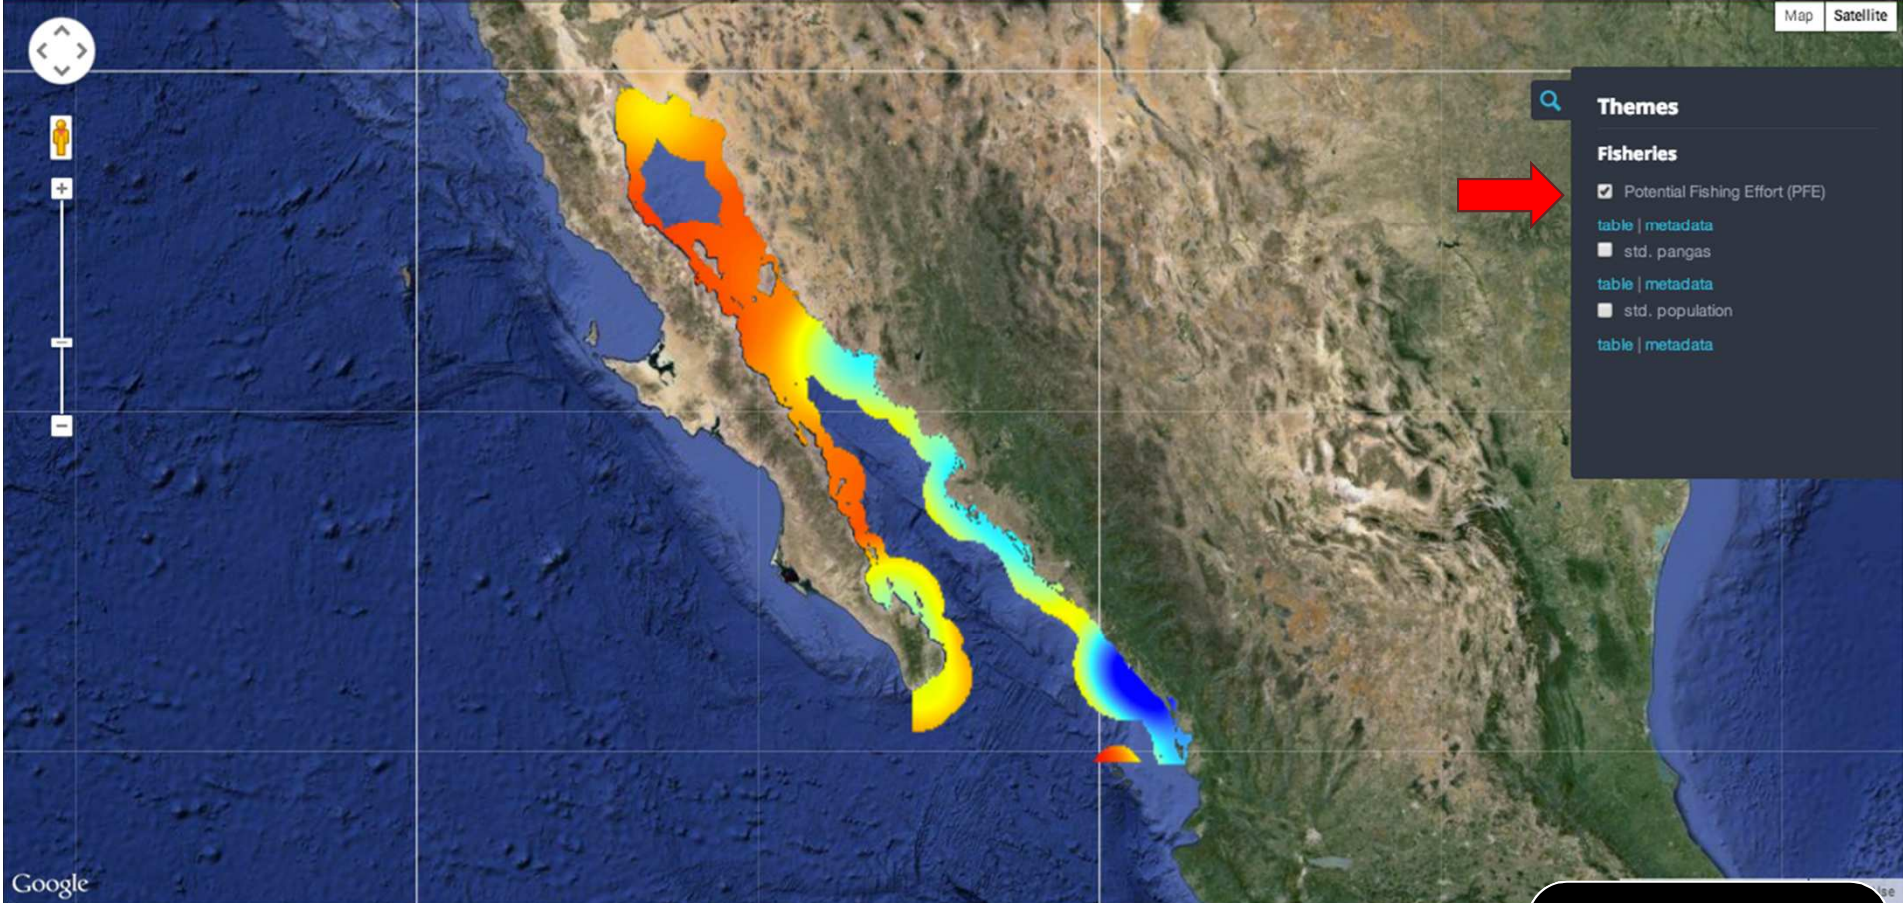 Map Satellite
Themes
Fisheries
Potential Fishing Effort (PFE)
table | metadata
std. pangas
table | metadata
std. population
table | metadata
Google